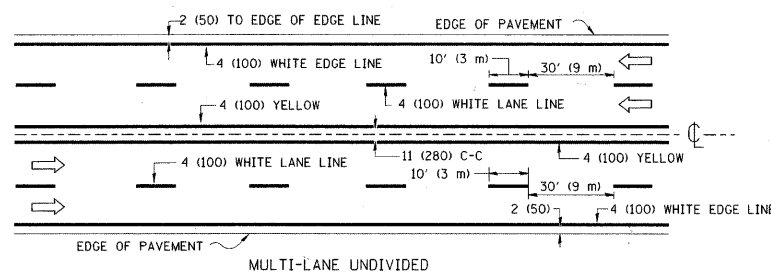 2 (50) TO EDGE OF EDGE LINE
EDGE OF PAVEMENT
4 (100) WHITE EDGE LINE
10' (3 m)
30' (9 m)
4 (100) YELLOW
4 (100) WHITE LANE LINE
CL
4 (100) WHITE LANE LINE
11 (280) C-C
4 (100) YELLOW
10' (3 m)
30' (9 m)
2 (50)
4 (100) WHITE EDGE LINE
EDGE OF PAVEMENT
MULTI-LANE UNDIVIDED